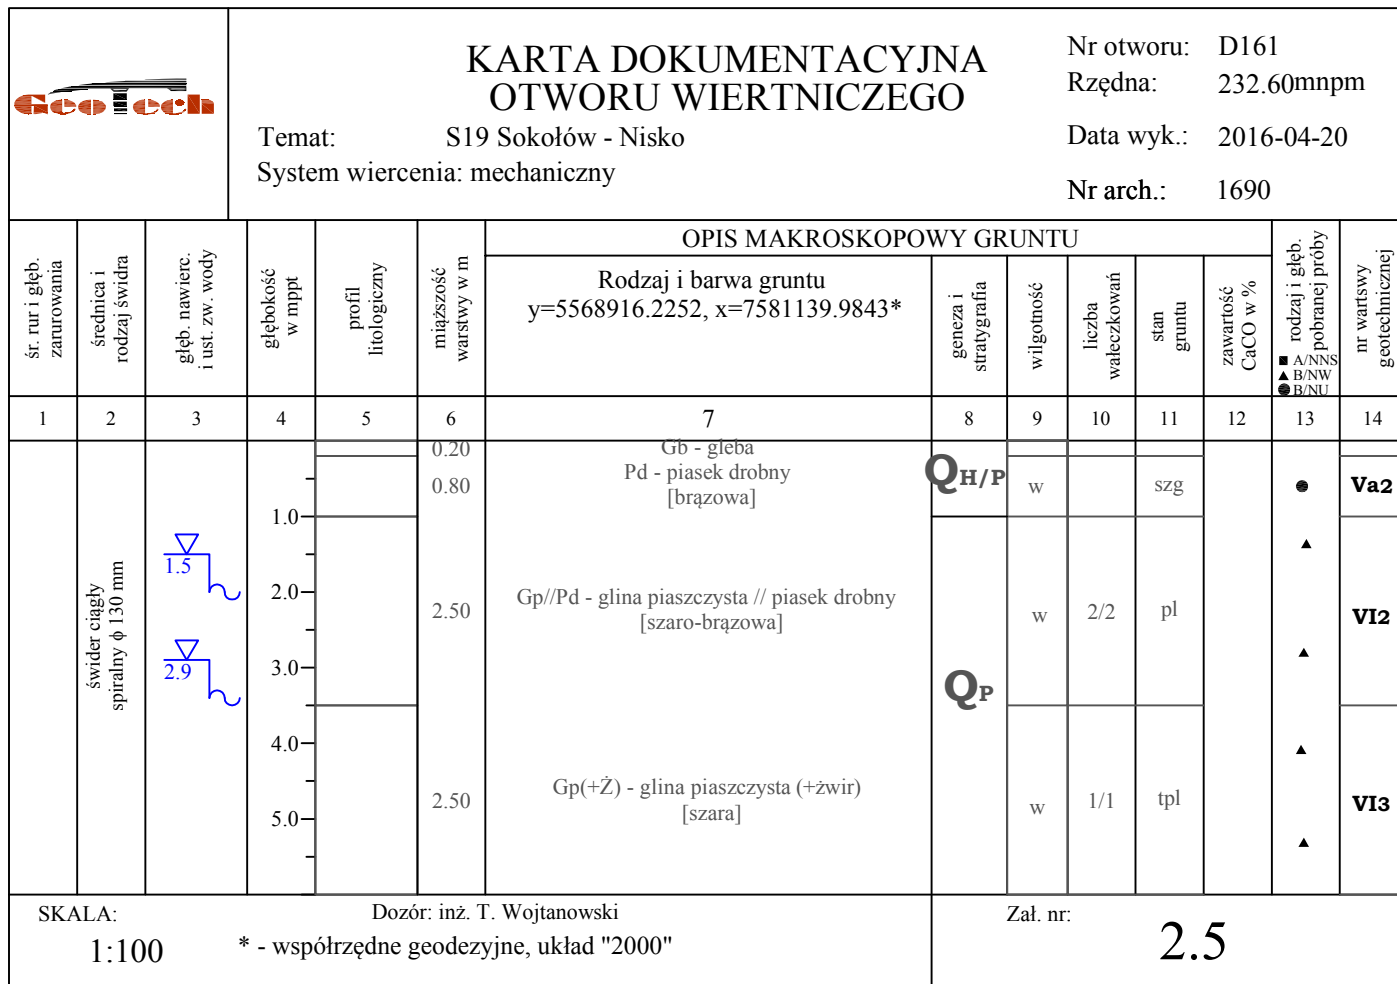 GeoTech
KARTA DOKUMENTACYJNA
OTWORU WIERTNICZEGO
Temat: S19 Sokołów - Nisko
System wiercenia: mechaniczny
Nr otworu: D161
Rzędna: 232.60mnpm
Data wyk.: 2016-04-20
Nr arch.: 1690
śr. rur i głęb.
zarurowania
średnica i
rodzaj świdra
głęb. nawierc.
i ust. zw. wody
głębokość
w mppt
profil
litologiczny
miąższość
warstwy w m
OPIS MAKROSKOPOWY GRUNTU
Rodzaj i barwa gruntu
y=5568916.2252, x=7581139.9843*
geneza i
stratygrafia
wilgotność
liczba
wałeczkowań
stan
gruntu
zawartość
CaCO w %
rodzaj i głęb.
pobranej próby
■ A/NNS
▲ B/NW
● B/NU
nr wartswy
geotechnicznej
1 2 3 4 5 6 7 8 9 10 11 12 13 14
0.20 Gb - gleba
0.80 Pd - piasek drobny
[brązowa]
QH/P w szg Va2
1.0
1.5
2.0
świder ciągły
spiralny ϕ 130 mm
2.50 Gp//Pd - glina piaszczysta // piasek drobny
[szaro-brązowa]
w 2/2 pl VI2
2.9
3.0
QP
4.0
2.50 Gp(+Ż) - glina piaszczysta (+żwir)
[szara]
w 1/1 tpl VI3
5.0
SKALA:
1:100
Dozór: inż. T. Wojtanowski
* - współrzędne geodezyjne, układ "2000"
Zał. nr:
2.5